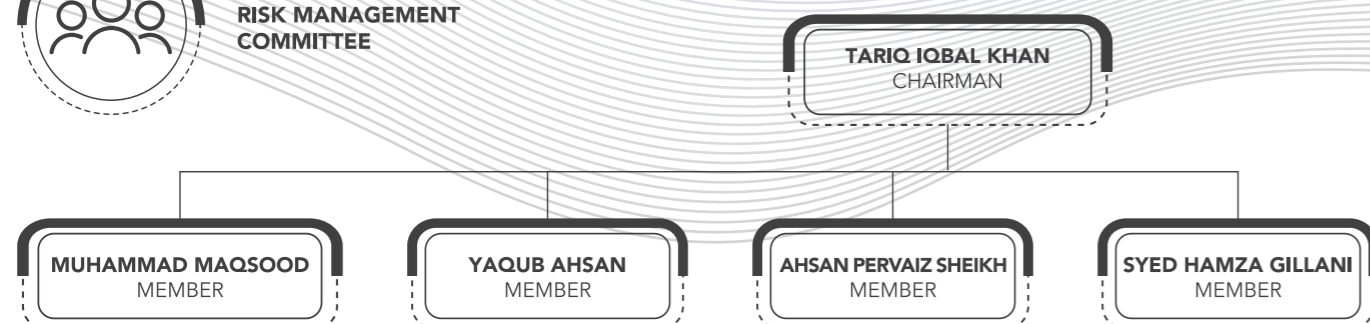 RISK MANAGEMENT
COMMITTEE
TARIQ IQBAL KHAN
CHAIRMAN
MUHAMMAD MAQSOOD
MEMBER
YAQUB AHSAN
MEMBER
AHSAN PERVAIZ SHEIKH
MEMBER
SYED HAMZA GILLANI
MEMBER